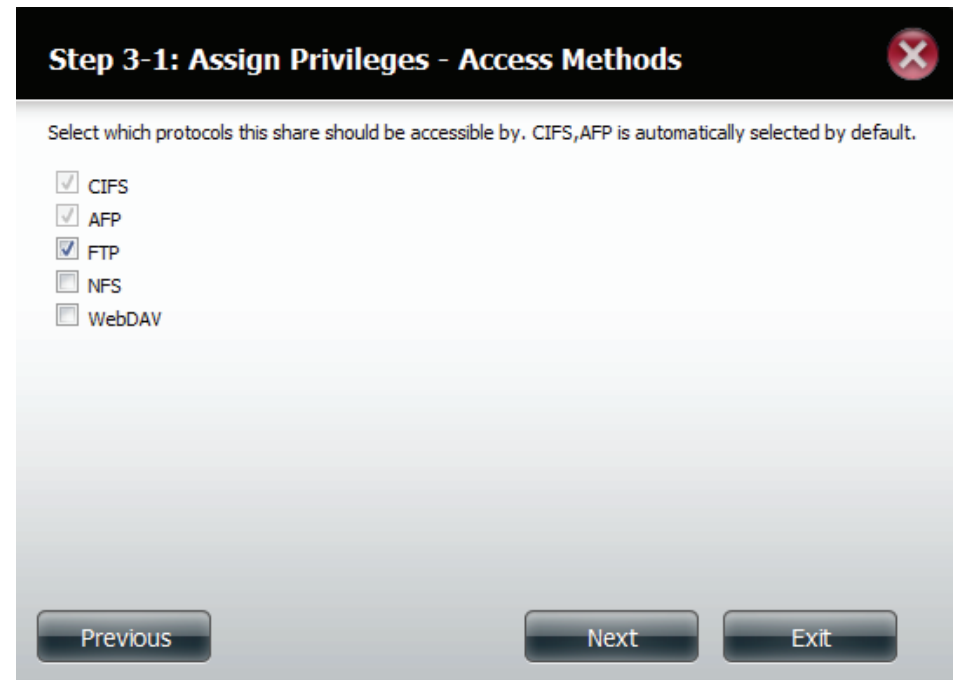 Step 3-1: Assign Privileges - Access Methods
Select which protocols this share should be accessible by. CIFS,AFP is automatically selected by default.
CIFS
AFP
FTP
NFS
WebDAV
Previous
Next
Exit